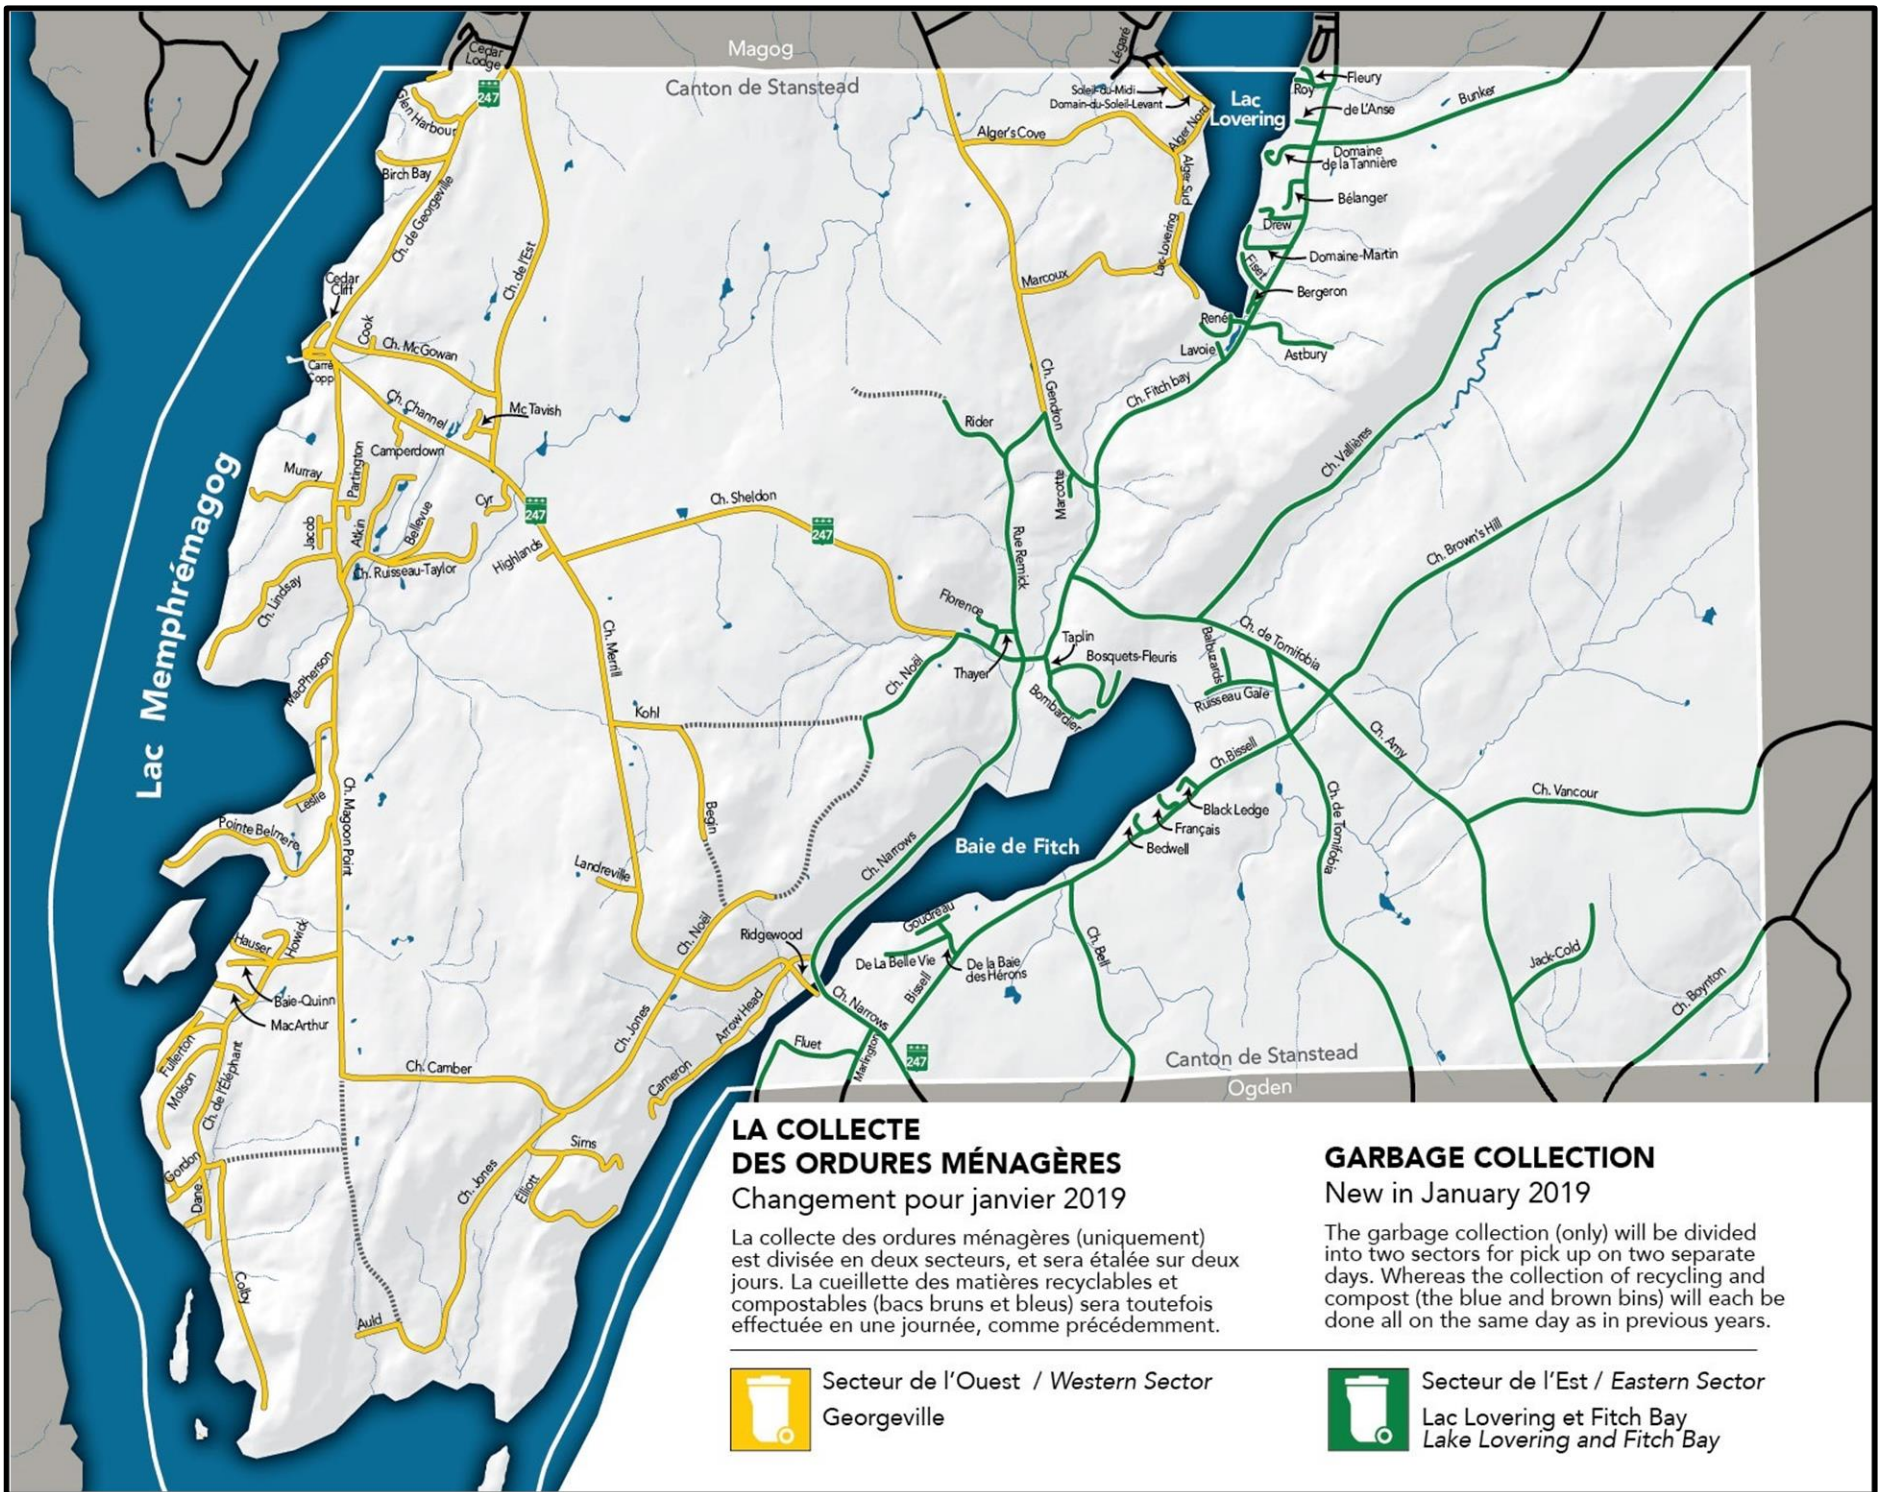 Magog
Canton de Stanstead
Cedar
Lodge
247
Glen Harbour
Birch Bay
Ch. de Georgeville
Ch. de l'Est
Cedar
Cliff
Carré
Copp
Cook
Ch. McGowan
Ch. Channel
McTavish
Camperdown
Murray
Partington
Jacob
Atkin
Bellevue
Cyr
247
Highlands
Ch. Ruisseau-Taylor
Ch. Lindsay
MacPherson
Lac Memphrémagog
Leslie
Pointe Belmere
Ch. Magoon Point
Hauser
Howick
Baie-Quinn
MacArthur
Fullerton
Molson
Ch. de l'Éléphant
Gordon
Diane
Colby
Auld
Ch. Camber
Ch. Jones
Ch. Jones
Sims
Elliott
Cameron
Arrow Head
Ridgewood
Ch. Noël
Landreville
Begin
Kohl
Ch. Merrill
Ch. Sheldon
247
Légaré
Soleil-du-Midi
Domain-du-Soleil-Levant
Alger's Cove
Alger Nord
Alger Sud
Lac-Lovering
Marcoux
Lac
Lovering
Fleury
Roy
de L'Anse
Bunker
Domaine
de la Tannière
Bélanger
Drew
Domaine-Martin
Fiset
Bergeron
René
Lavoie
Astbury
Ch. Fitch bay
Ch. Gendron
Rider
Marcotte
Rue Remick
Florence
Thayer
Taplin
Bosquets-Fleuris
Bombardier
Ch. Noël
Ch. Vallières
Ch. Brown's Hill
Ch. de Tomifobia
Balbuzards
Ruisseau Gale
Ch. Bissell
Ch. Amy
Ch. Vancour
Black Ledge
Français
Bedwell
Ch. de Tomifobia
Baie de Fitch
Ch. Narrows
Goudreau
De La Belle Vie
De la Baie
des Hérons
Bissell
Ch. Bell
Jack-Cold
Ch. Boynton
Ch. Narrows
Fluet
Marlington
247
Canton de Stanstead
Ogden
LA COLLECTE
DES ORDURES MÉNAGÈRES
Changement pour janvier 2019
La collecte des ordures ménagères (uniquement)
est divisée en deux secteurs, et sera étalée sur deux
jours. La cueillette des matières recyclables et
compostables (bacs bruns et bleus) sera toutefois
effectuée en une journée, comme précédemment.
GARBAGE COLLECTION
New in January 2019
The garbage collection (only) will be divided
into two sectors for pick up on two separate
days. Whereas the collection of recycling and
compost (the blue and brown bins) will each be
done all on the same day as in previous years.
Secteur de l'Ouest / Western Sector
Georgeville
Secteur de l'Est / Eastern Sector
Lac Lovering et Fitch Bay
Lake Lovering and Fitch Bay